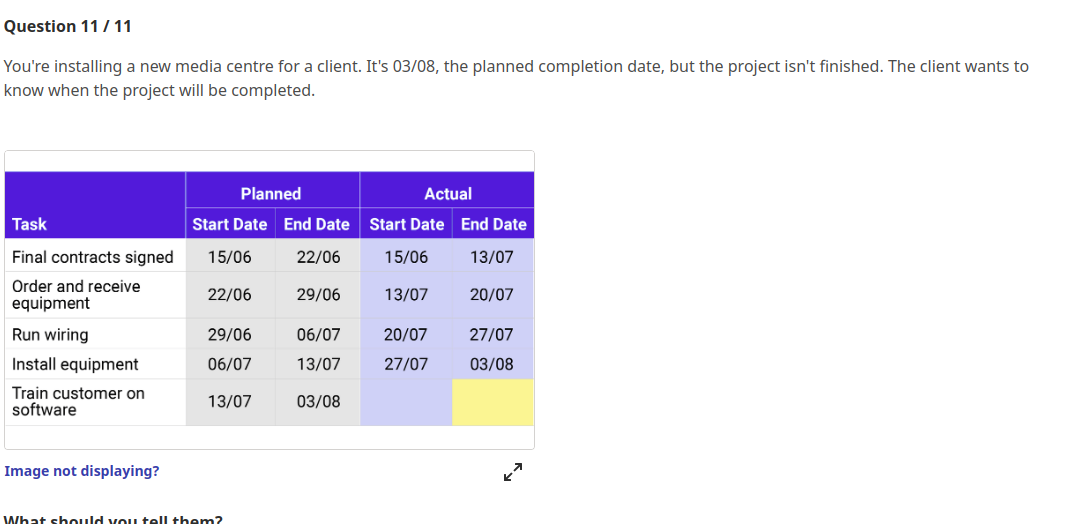 Question 11 / 11
You're installing a new media centre for a client. It's 03/08, the planned completion date, but the project isn't finished. The client wants to
know when the project will be completed.
Planned Actual
Task Start Date End Date Start Date End Date
Final contracts signed 15/06 22/06 15/06 13/07
Order and receive
equipment 22/06 29/06 13/07 20/07
Run wiring 29/06 06/07 20/07 27/07
Install equipment 06/07 13/07 27/07 03/08
Train customer on
software 13/07 03/08
Image not displaying?
What should you tell them?